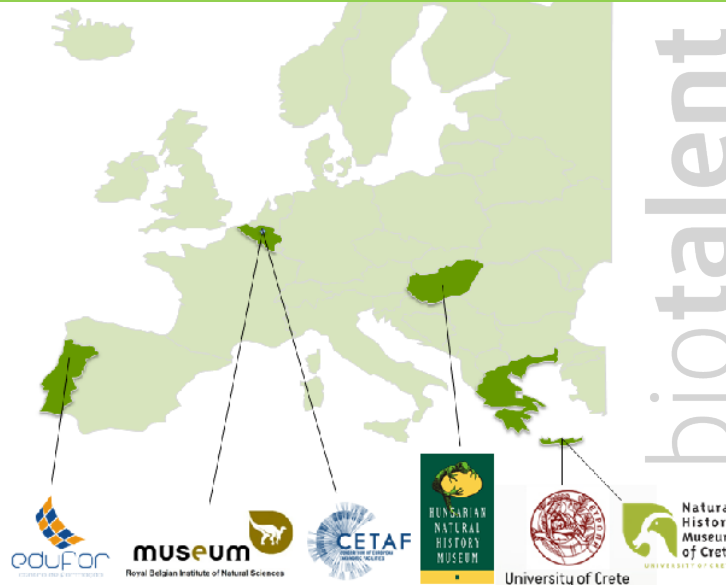 biotalent
edufor
museum
Royal Belgian Institute of Natural Sciences
CETAF
HUNGARIAN
NATURAL
HISTORY
MUSEUM
University of Crete
Natura
Histor
Museum
of Cret